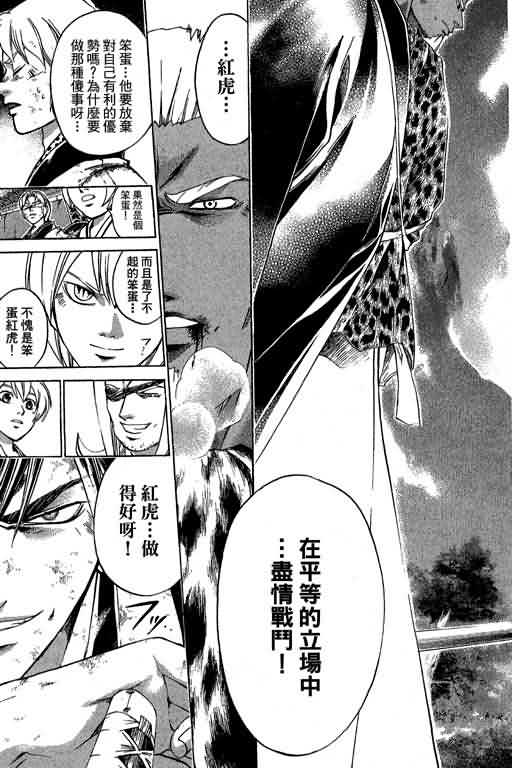 在平等的立場中
…盡情戰鬥！
…紅虎…
笨蛋…他要放棄
對自己有利的優
勢嗎？為什麼要
做那種傻事呀…
果然是個
笨蛋！
而且是了不
起的笨蛋…
不愧是笨
蛋紅虎！
紅虎…做
得好呀！